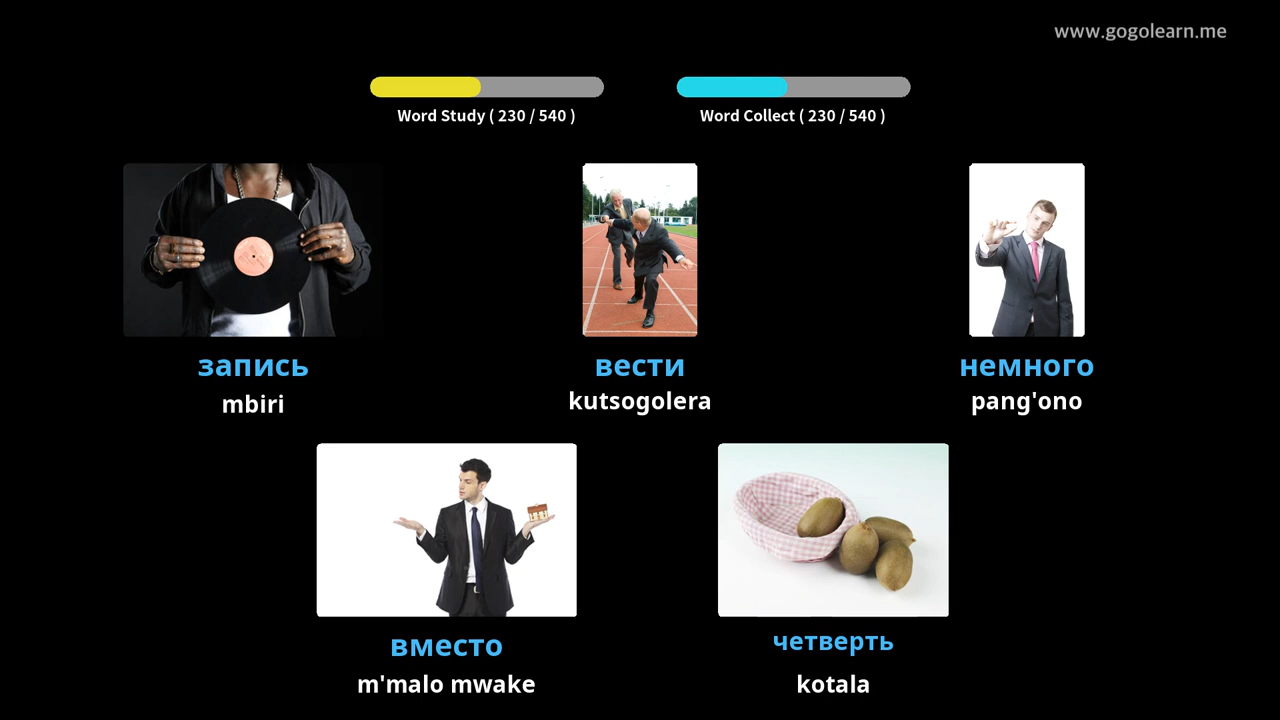 www.gogolearn.me
Word Study ( 230 / 540 )
Word Collect ( 230 / 540 )
запись
mbiri
вести
kutsogolera
немного
pang'ono
вместо
m'malo mwake
четверть
kotala